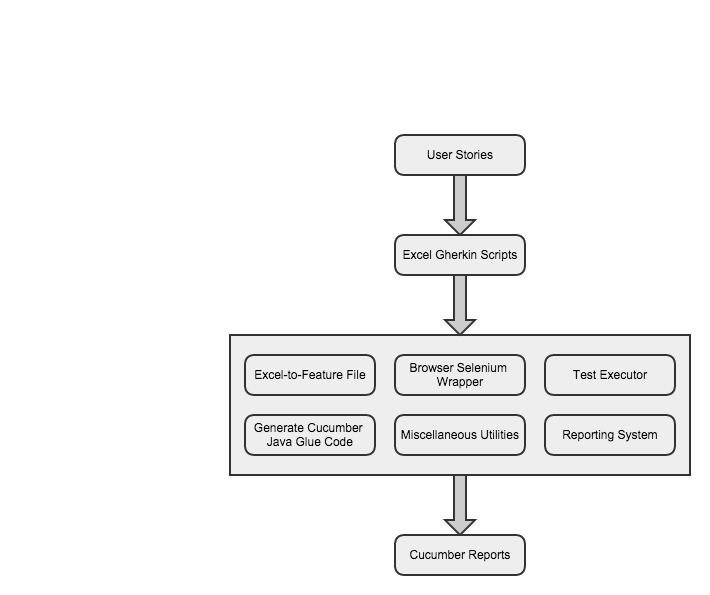 User Stories
Excel Gherkin Scripts
Excel-to-Feature File
Browser Selenium
Wrapper
Test Executor
Generate Cucumber
Java Glue Code
Miscellaneous Utilities
Reporting System
Cucumber Reports